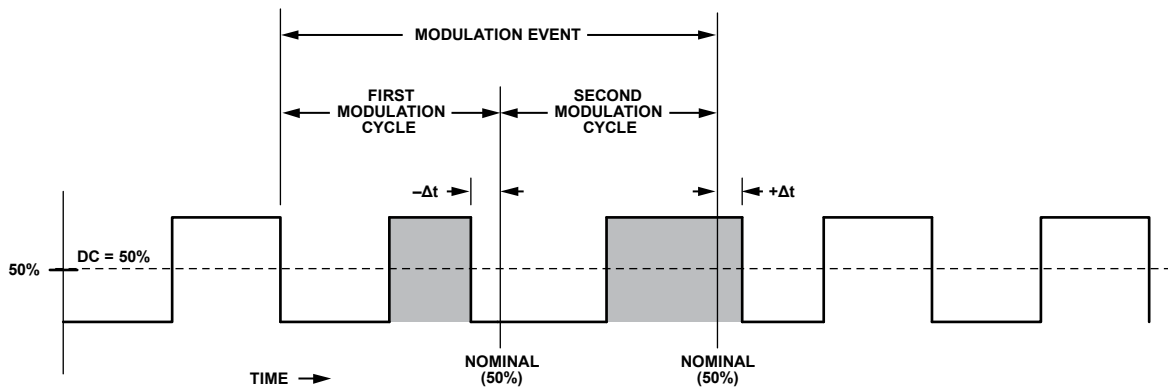 MODULATION EVENT
FIRST
MODULATION
CYCLE
SECOND
MODULATION
CYCLE
–Δt
+Δt
DC = 50%
50%
NOMINAL
(50%)
NOMINAL
(50%)
TIME